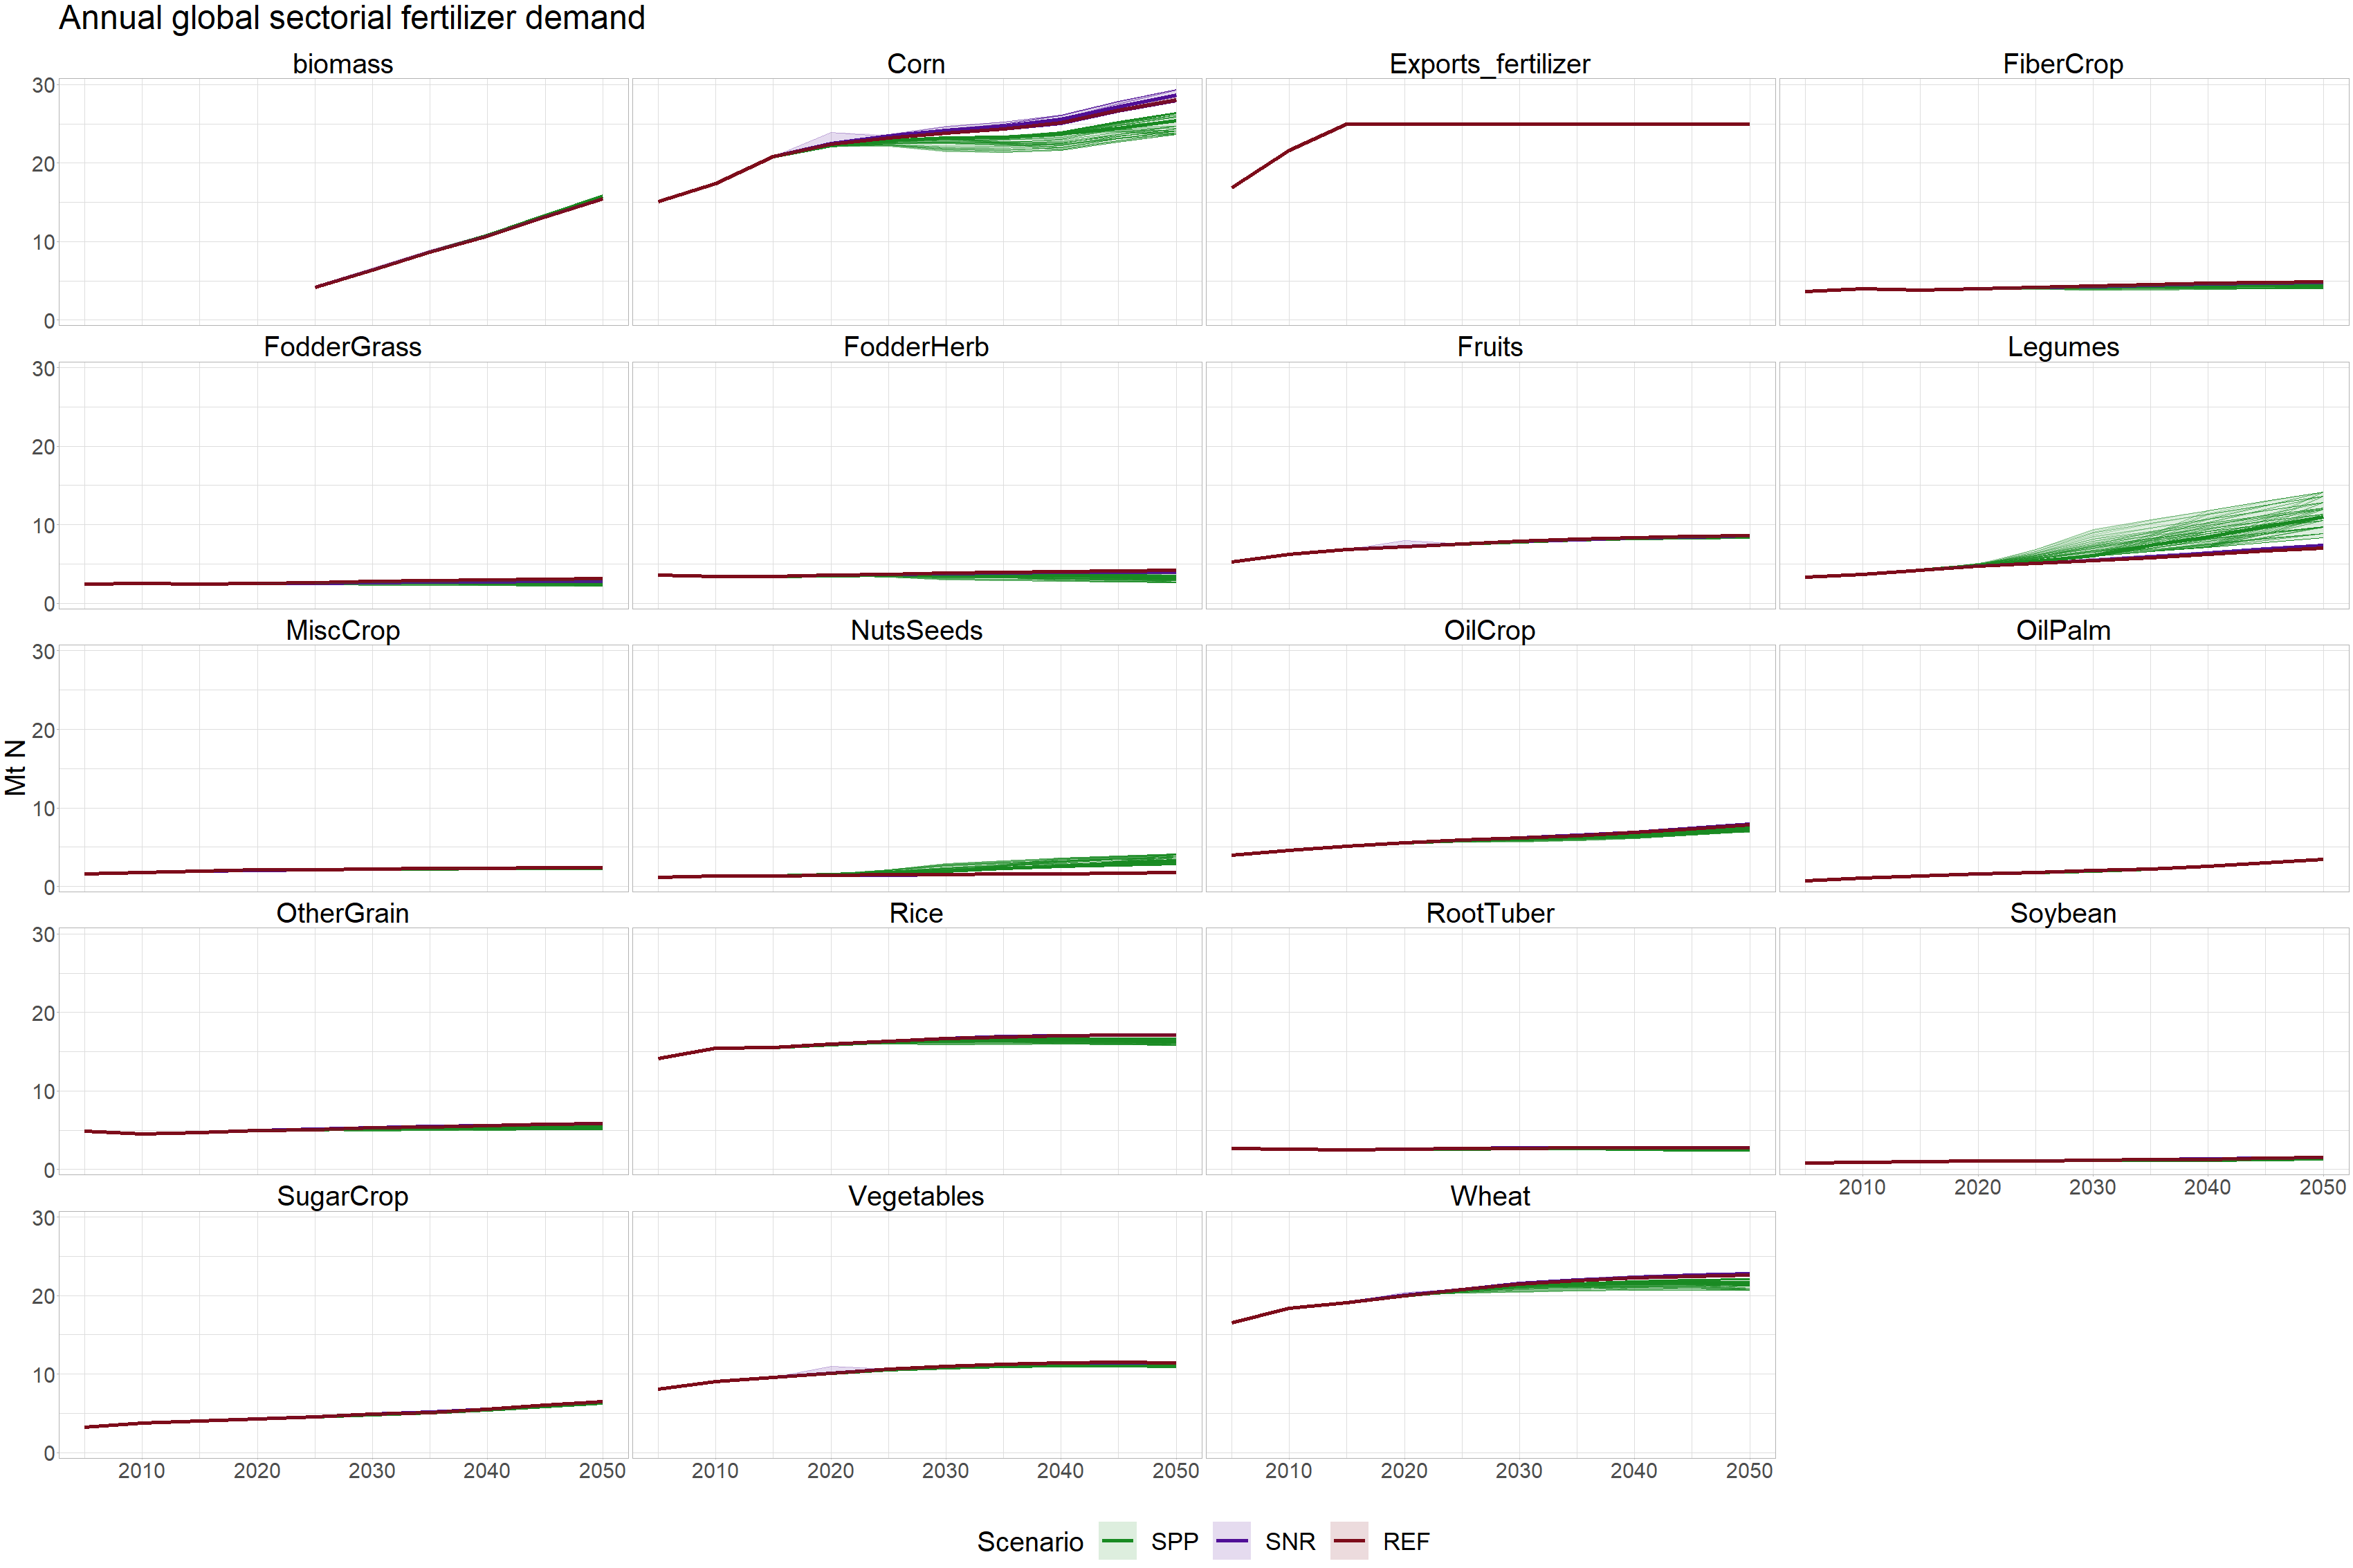 Annual global sectorial fertilizer demand
biomass Corn Exports_fertilizer FiberCrop
30
20
10
0
FodderGrass FodderHerb Fruits Legumes
30
20
10
0
MiscCrop NutsSeeds OilCrop OilPalm
30
20
10
0
Mt N
OtherGrain Rice RootTuber Soybean
30
20
10
0
2010 2020 2030 2040 2050
SugarCrop Vegetables Wheat
30
20
10
0
2010 2020 2030 2040 2050 2010 2020 2030 2040 2050 2010 2020 2030 2040 2050
Scenario SPP SNR REF